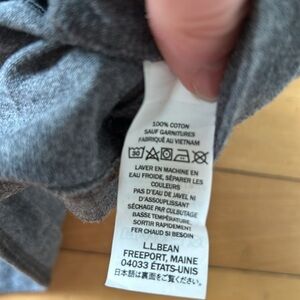 100% COTON
SAUF GARNITURES
FABRIQUÉ AU VIETNAM
30
LAVER EN MACHINE EN
EAU FROIDE, SÉPARER LES
COULEURS
PAS D'EAU DE JAVEL NI
D'ASSOUPLISSANT
SÉCHAGE PAR CULBUTAGE
BASSE TEMPÉRATURE,
SORTIR RAPIDEMENT
FER CHAUD SI BESOIN
L.L.BEAN
FREEPORT, MAINE
04033 ÉTATS-UNIS
日本語は裏面をご覧ください。